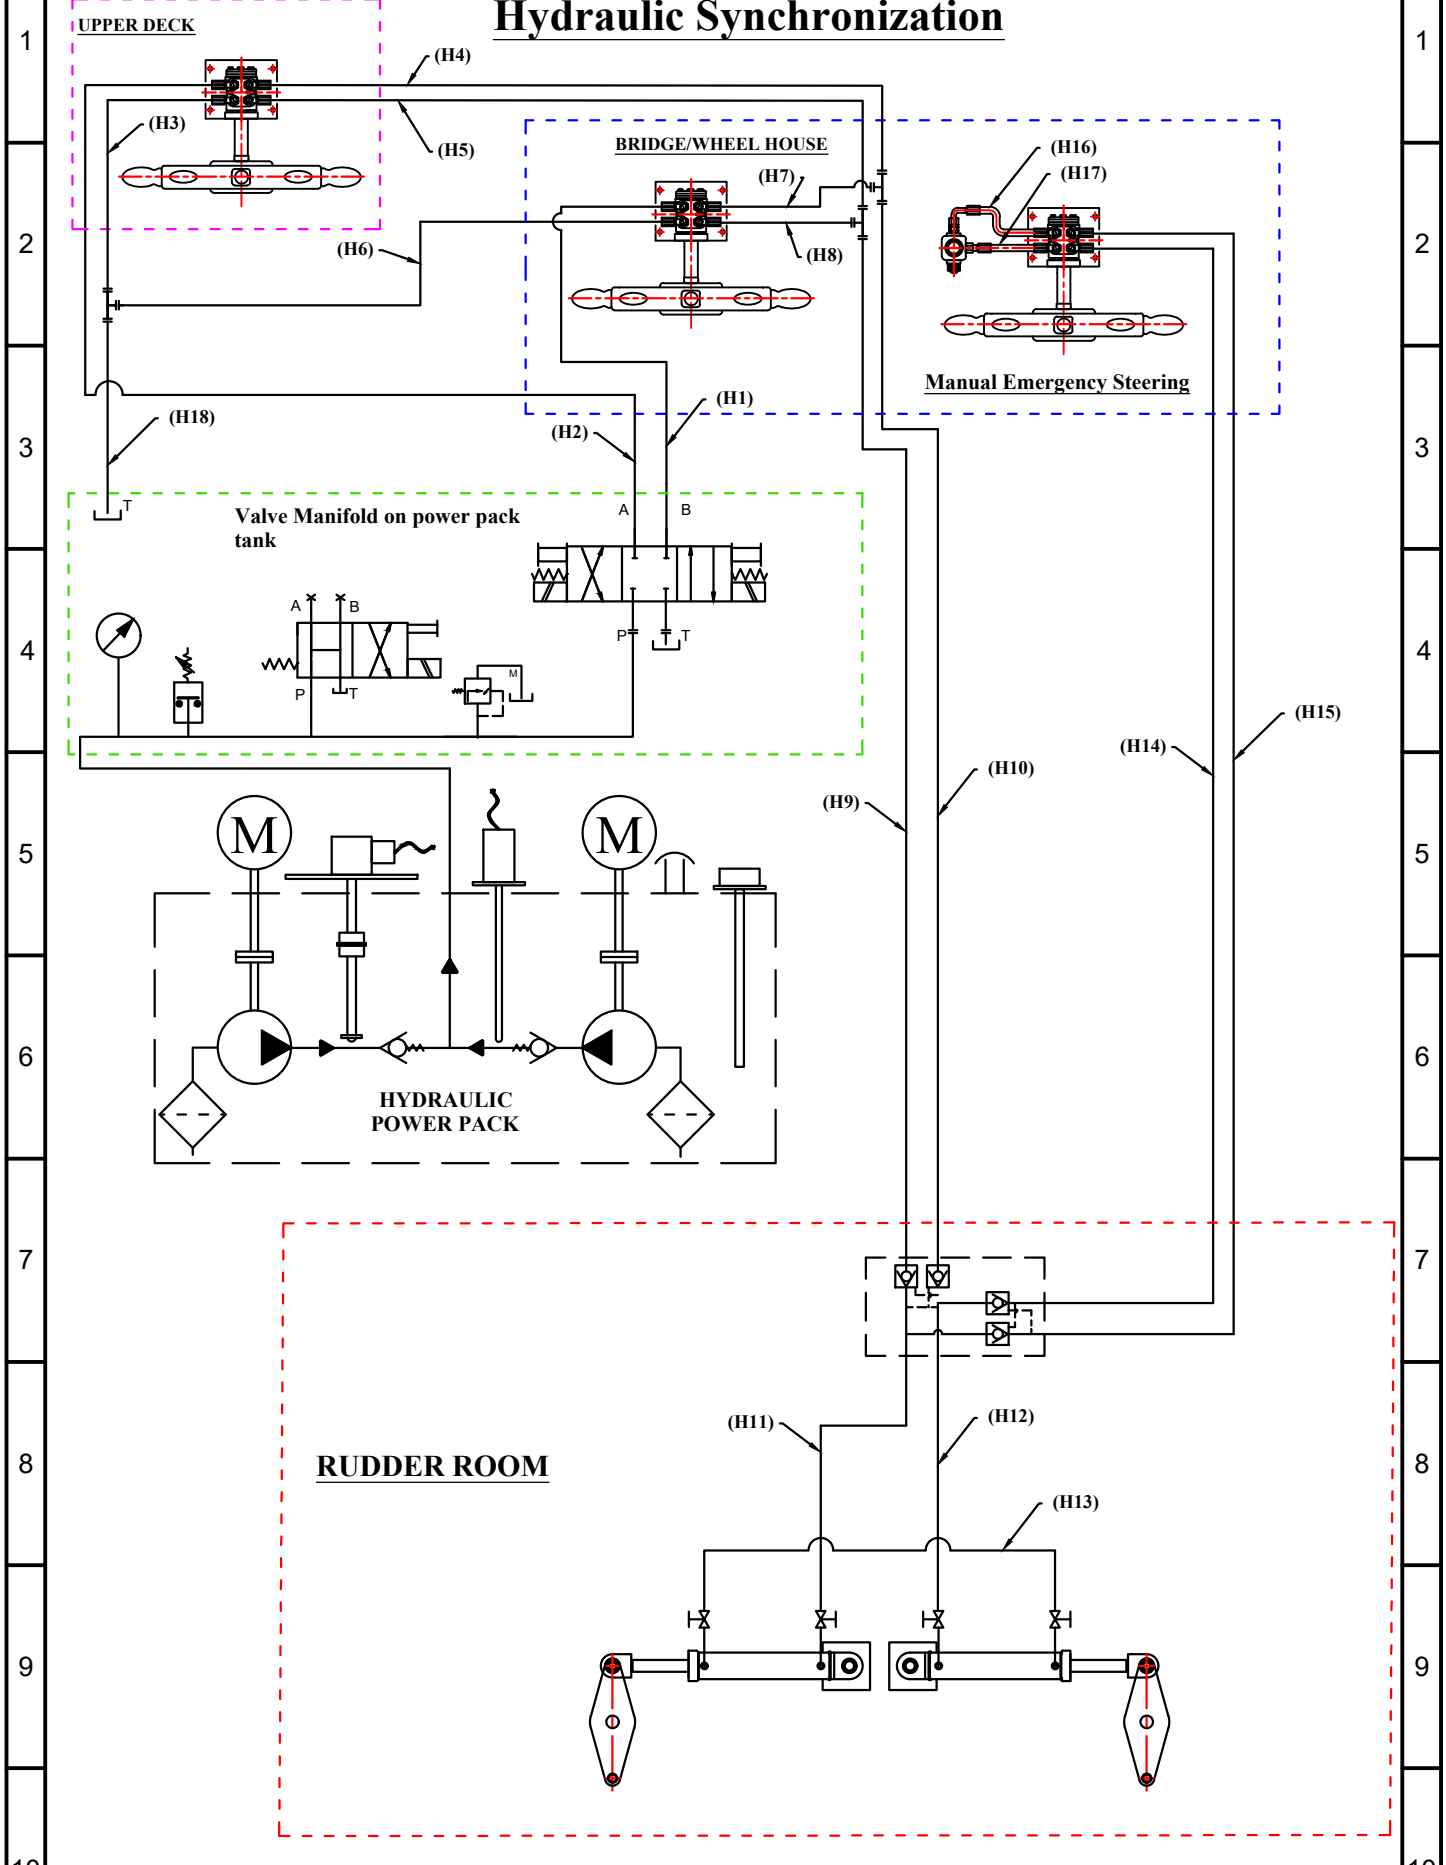 Hydraulic Synchronization
UPPER DECK
1
1
(H4)
(H3)
(H5)
BRIDGE/WHEEL HOUSE
(H16)
(H7)
(H17)
2
(H6)
(H8)
2
Manual Emergency Steering
(H18)
(H2)
(H1)
3
3
T
Valve Manifold on power pack
tank
A
B
A
B
P
T
4
4
P
T
M
(H15)
(H14)
(H10)
(H9)
5
M
M
5
6
6
HYDRAULIC
POWER PACK
7
7
(H11)
(H12)
8
RUDDER ROOM
8
(H13)
9
9
10
10